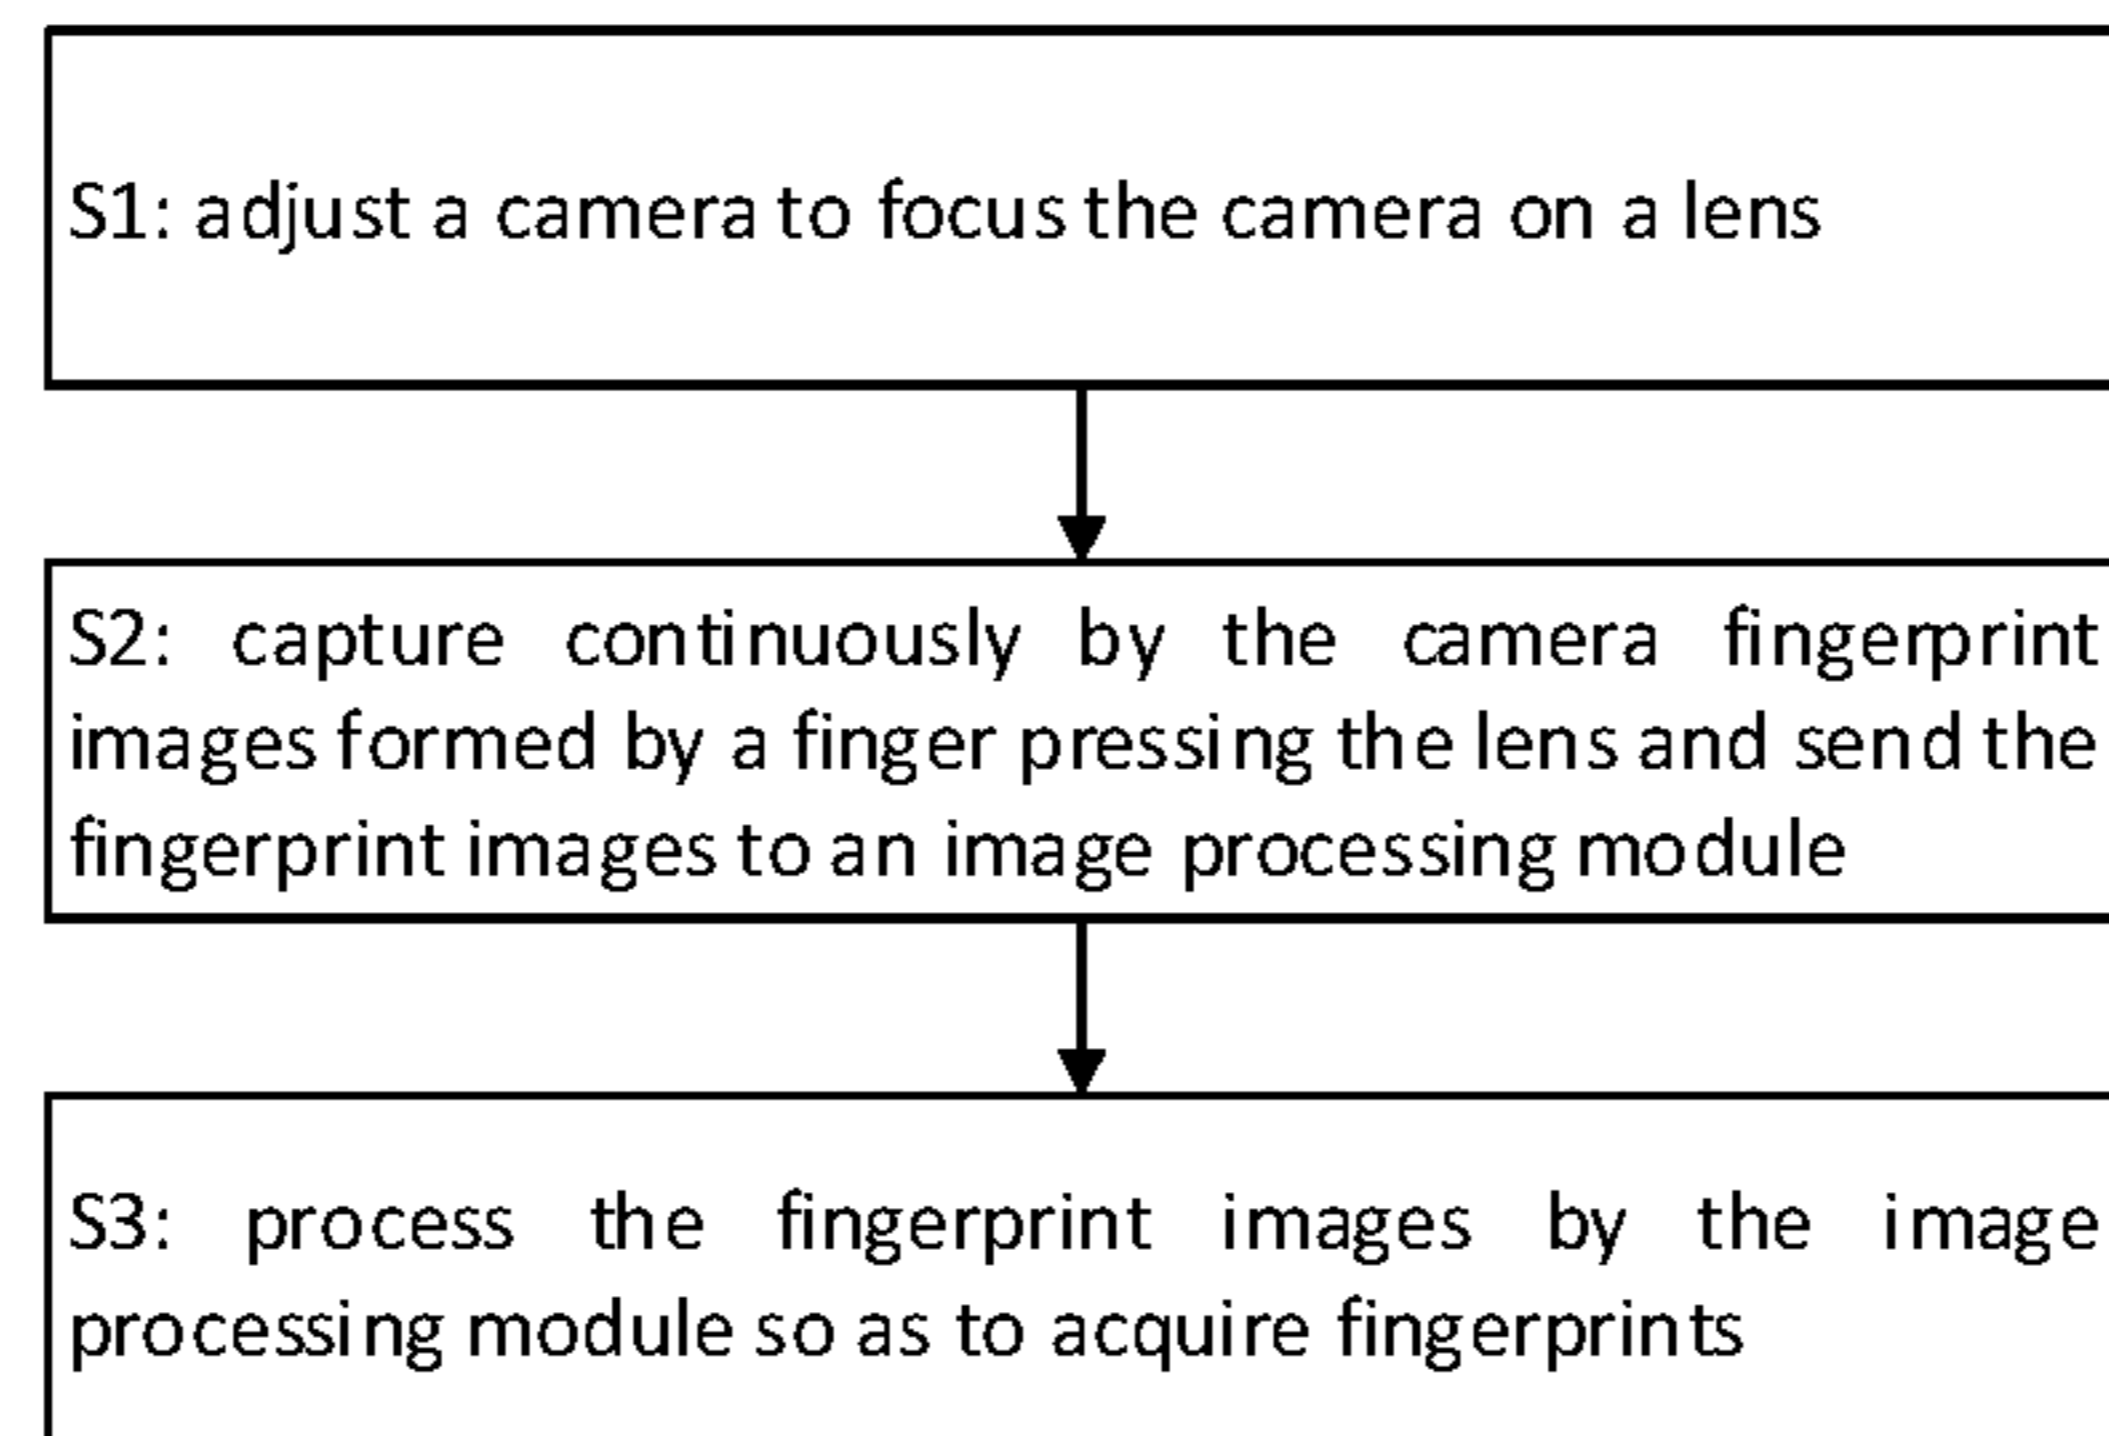 S1: adjust a camera to focus the camera on a lens
S2: capture continuously by the camera fingerprint
images formed by a finger pressing the lens and send the
fingerprint images to an image processing module
S3: process the fingerprint images by the image
processing module so as to acquire fingerprints